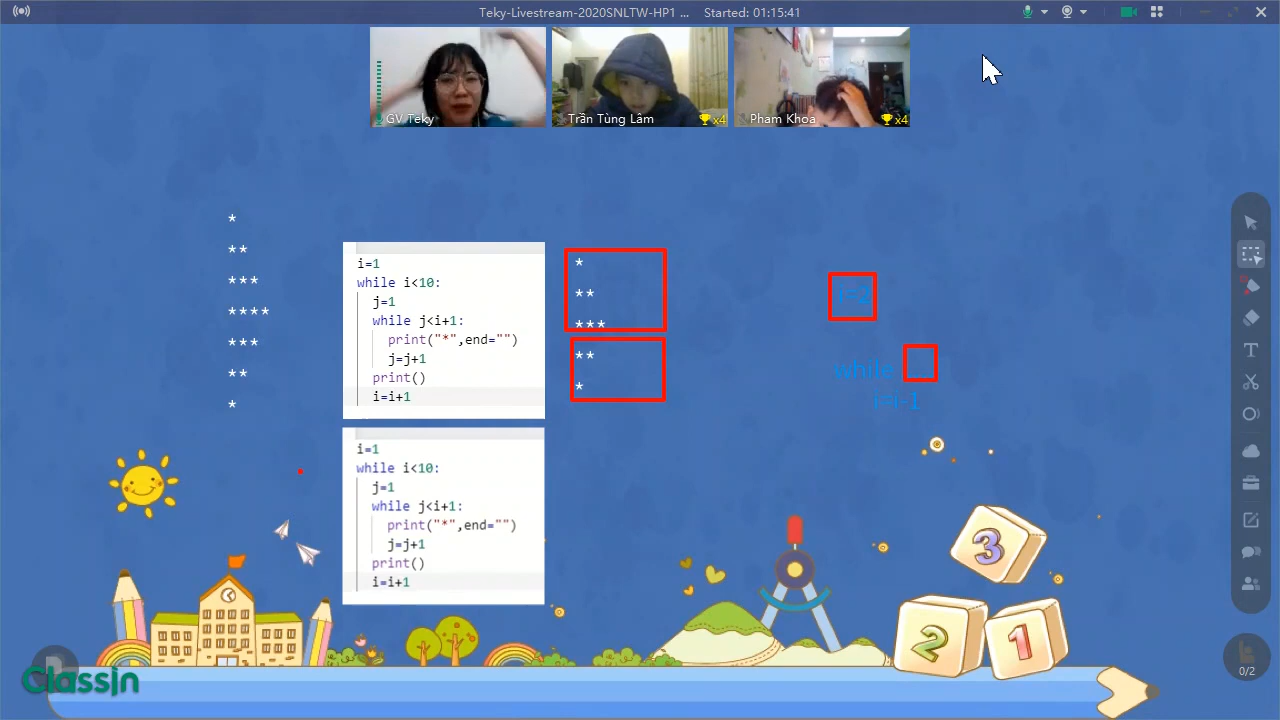 Teky-Livestream-2020SNLTW-HP1 ... Started: 01:15:41
GV Teky
Trần Tùng Lâm
x4
Pham Khoa
x4
*
**
***
****
***
**
*
i=1
while i<10:
j=1
while j<i+1:
print("*",end="")
j=j+1
print()
i=i+1
i=1
while i<10:
j=1
while j<i+1:
print("*",end="")
j=j+1
print()
i=i+1
*
**
***
**
*
while
i=i-1
3
2
1
T
ClassIn
0/2